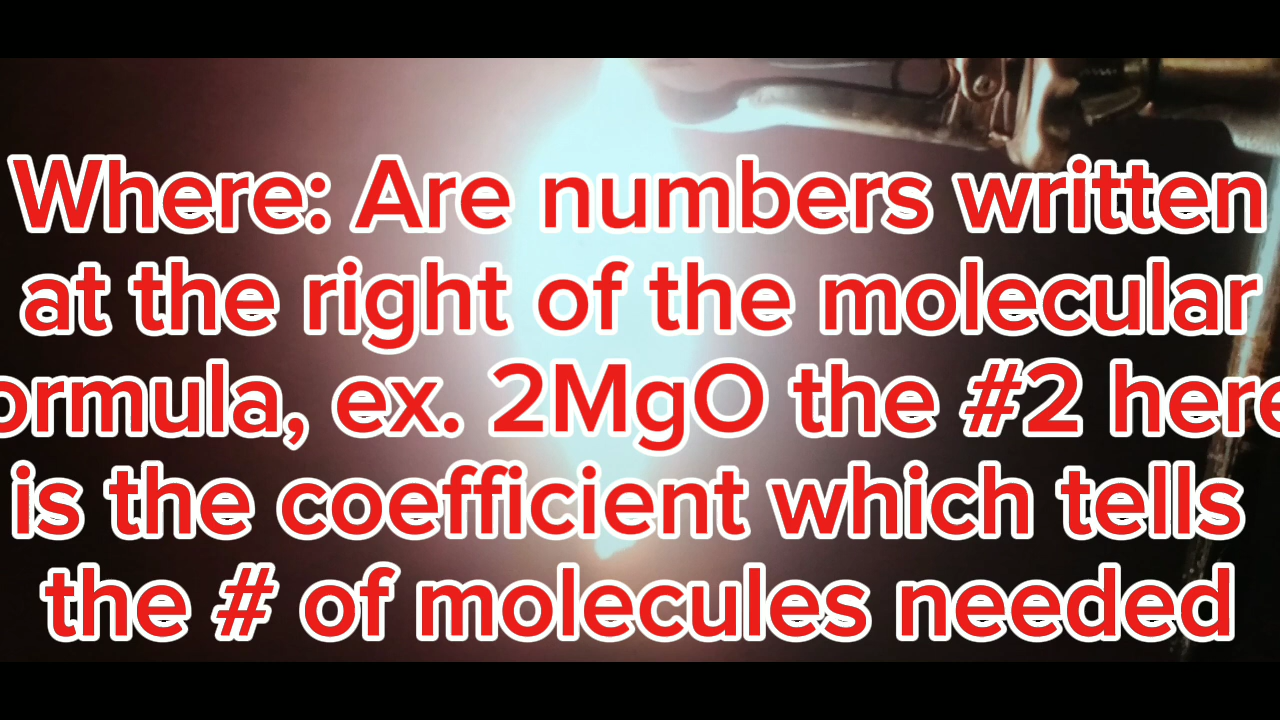 Where: Are numbers written
at the right of the molecular
ormula, ex. 2MgO the #2 here
is the coefficient which tells
the # of molecules needed